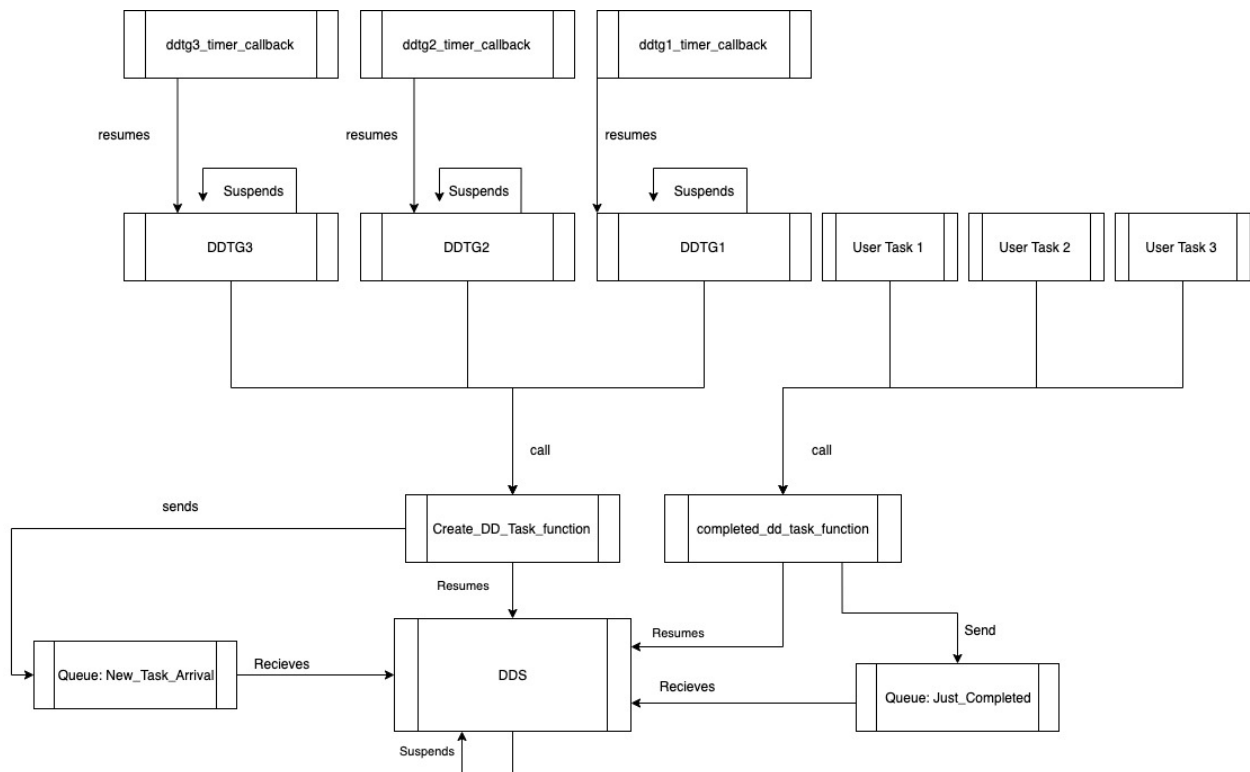 ddtg3_timer_callback
ddtg2_timer_callback
ddtg1_timer_callback
resumes
resumes
resumes
Suspends
Suspends
Suspends
DDTG3
DDTG2
DDTG1
User Task 1
User Task 2
User Task 3
call
call
sends
Create_DD_Task_function
completed_dd_task_function
Resumes
Resumes
Send
Queue: New_Task_Arrival
Recieves
DDS
Recieves
Queue: Just_Completed
Suspends